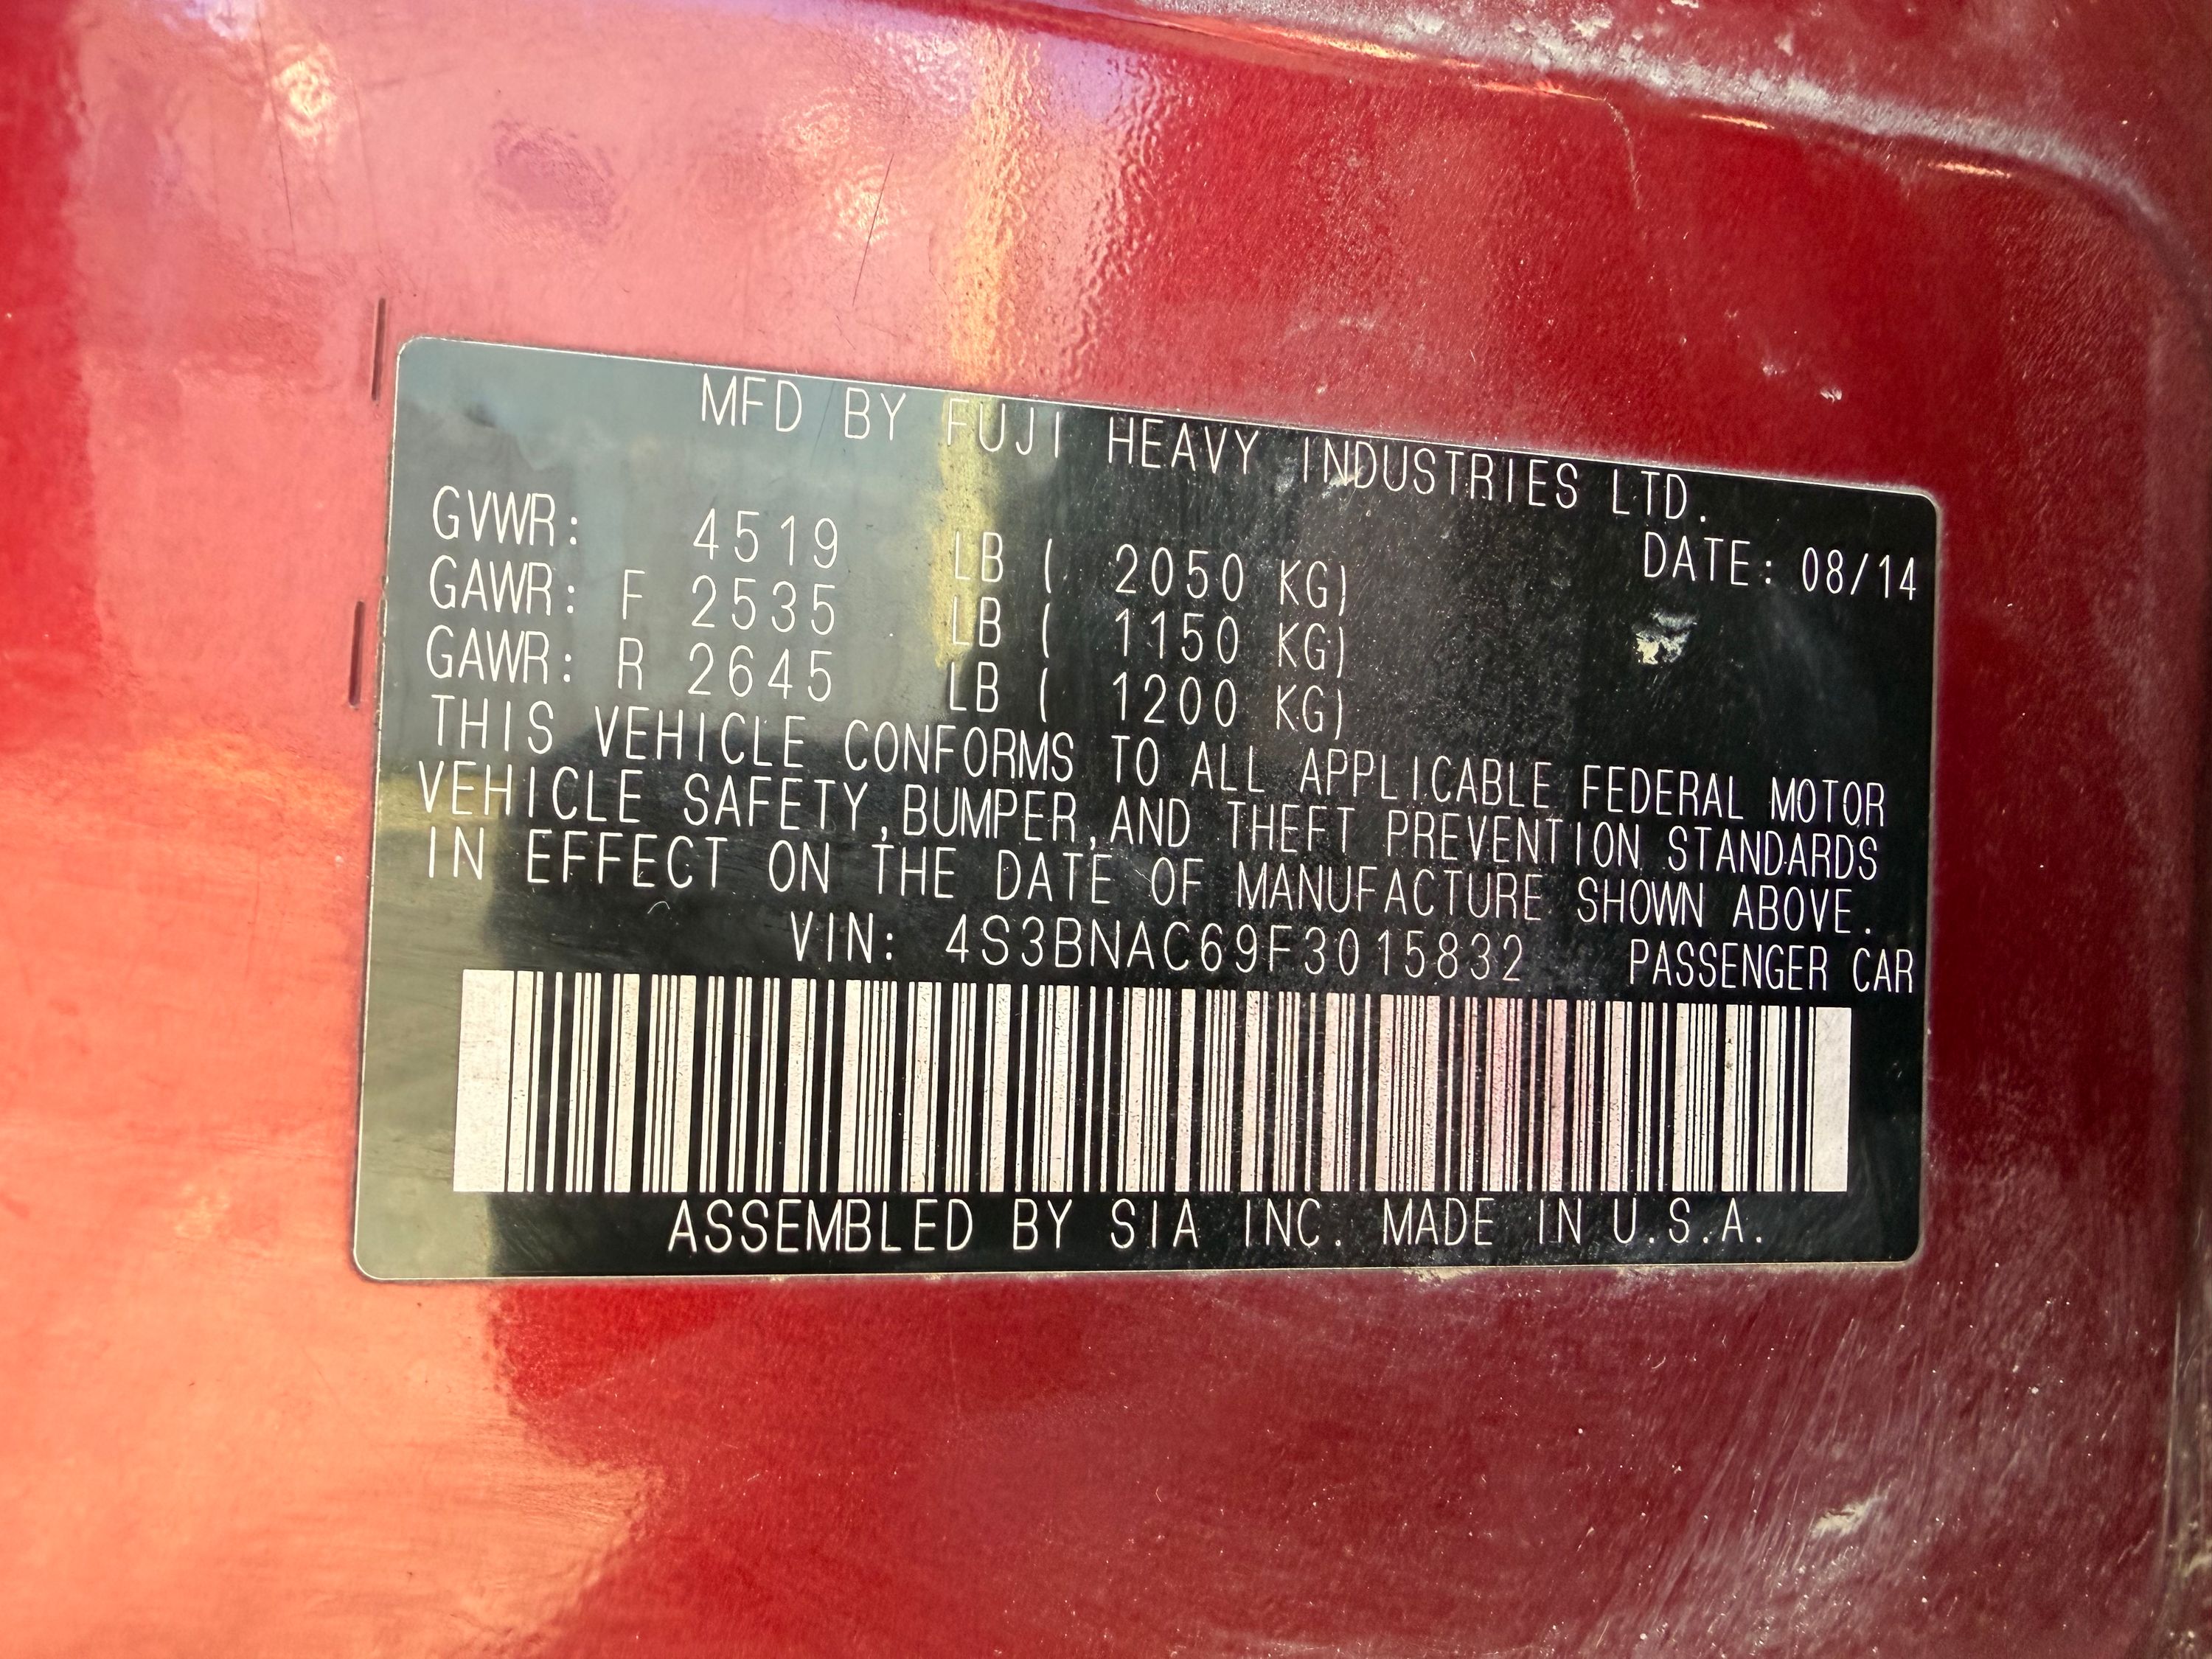 MFD BY FUJI HEAVY INDUSTRIES LTD.
GVWR: 4519 LB ( 2050 KG) DATE: 08/14
GAWR: F 2535 LB ( 1150 KG)
GAWR: R 2645 LB ( 1200 KG)
THIS VEHICLE CONFORMS TO ALL APPLICABLE FEDERAL MOTOR
VEHICLE SAFETY,BUMPER,AND THEFT PREVENTION STANDARDS
IN EFFECT ON THE DATE OF MANUFACTURE SHOWN ABOVE.
VIN: 4S3BNAC69F3015832 PASSENGER CAR
ASSEMBLED BY SIA INC. MADE IN U.S.A.